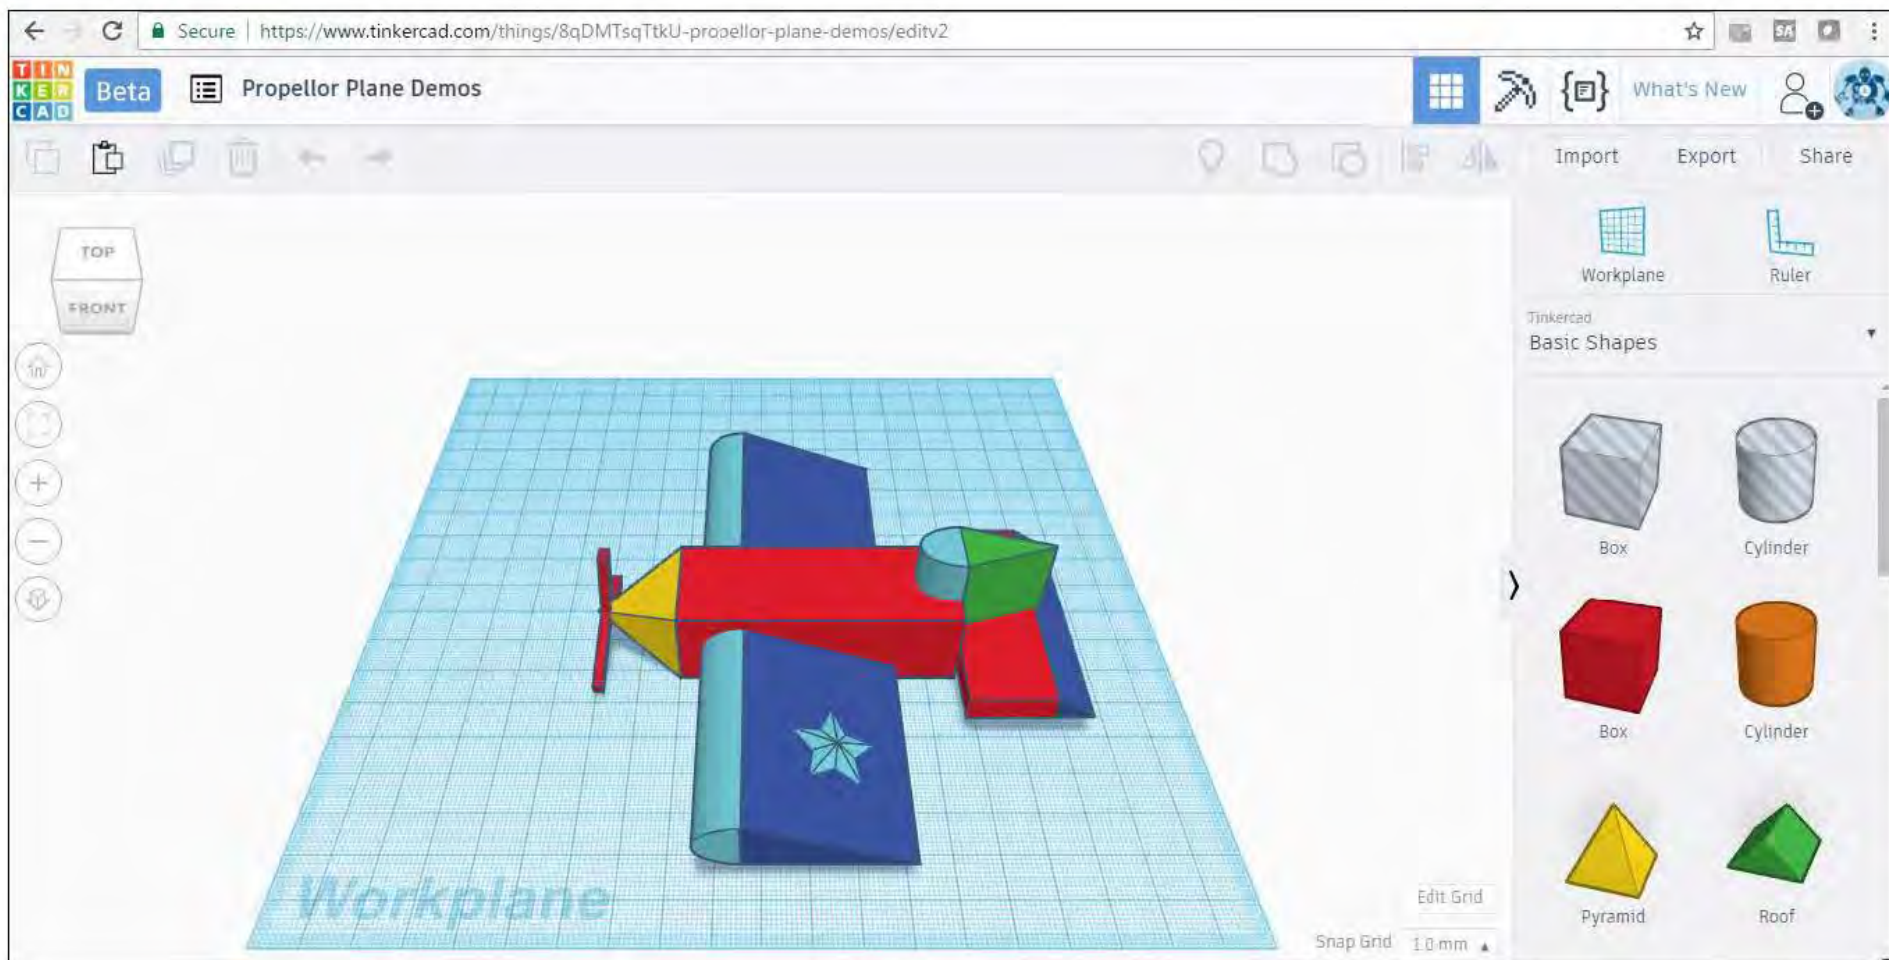 Secure | https://www.tinkercad.com/things/8qDMTsqTtkU-propellor-plane-demos/editv2
SA
TIN
KER
CAD
Beta
Propellor Plane Demos
What's New
Import Export Share
TOP
FRONT
Workplane Ruler
Tinkercad
Basic Shapes
Box Cylinder
Box Cylinder
Pyramid Roof
Workplane
Edit Grid
Snap Grid 1.0 mm